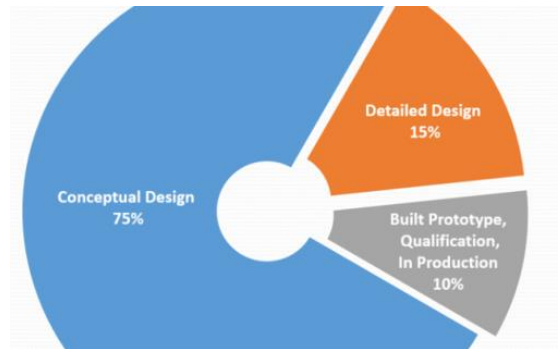 Detailed Design
15%
Conceptual Design
75%
Built Prototype,
Qualification,
In Production
10%